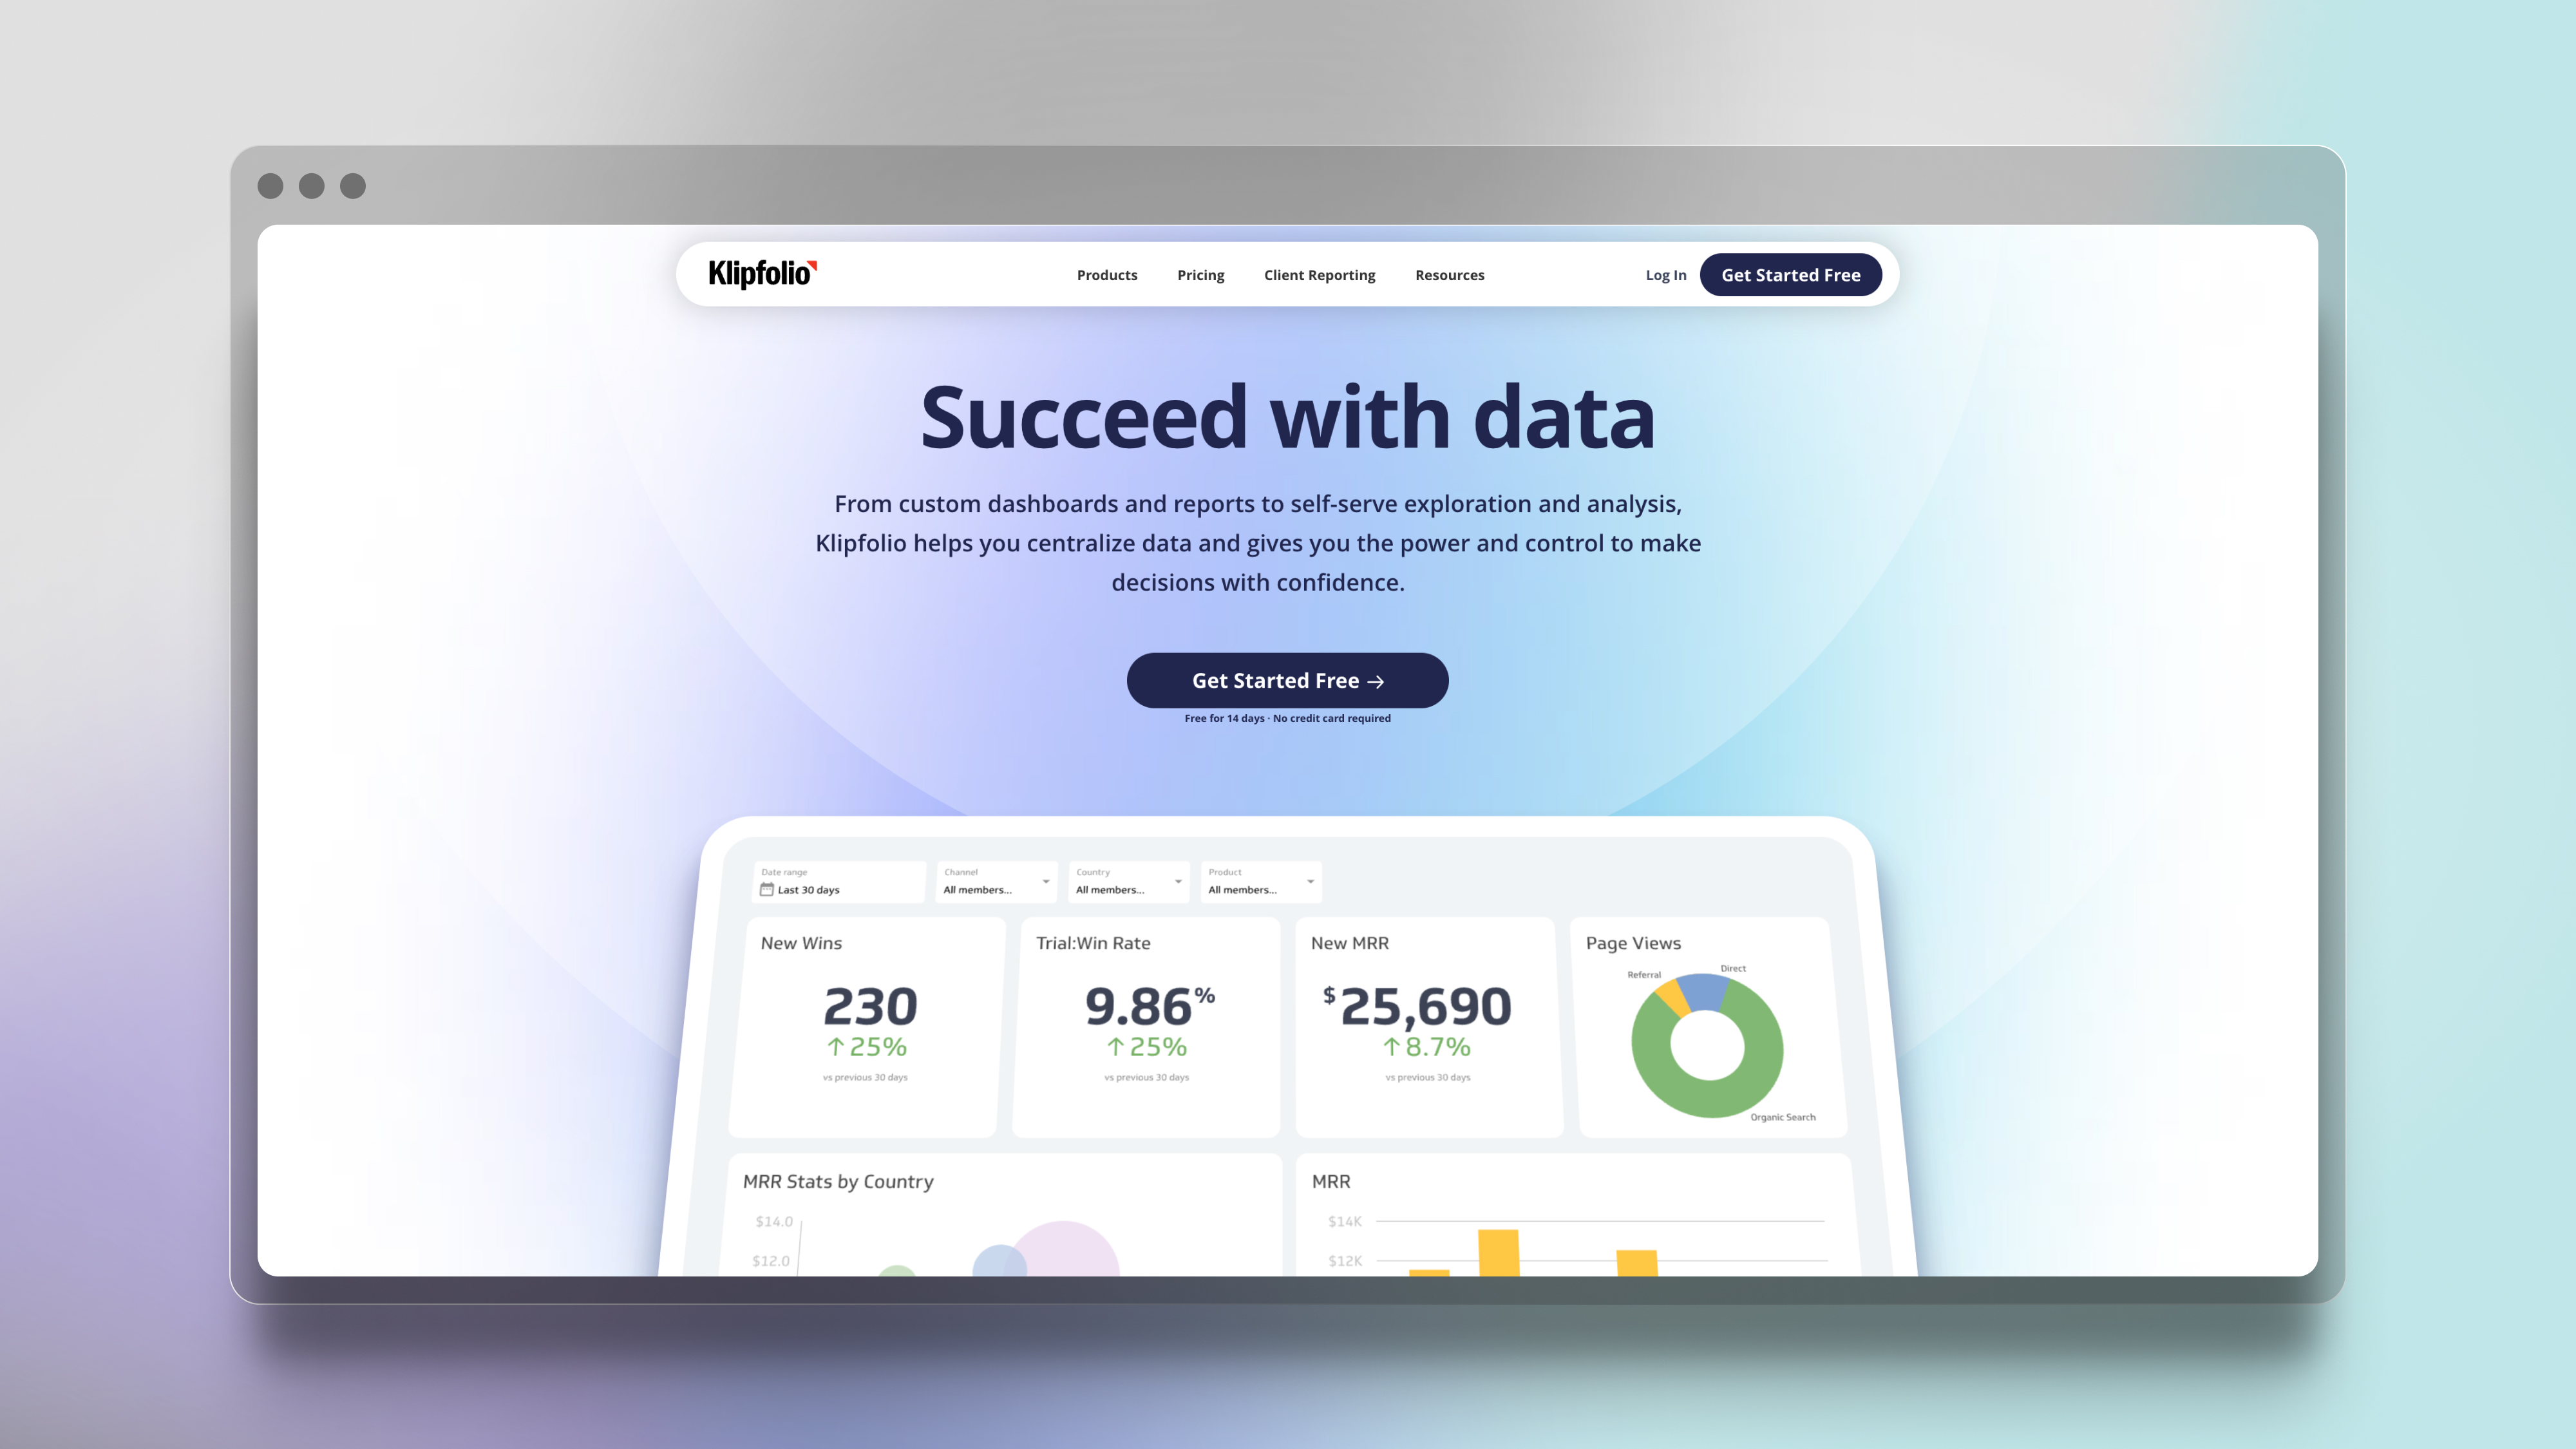 Klipfolio
Products
Pricing
Client Reporting
Resources
Log In
Get Started Free
Succeed with data
From custom dashboards and reports to self-serve exploration and analysis,
Klipfolio helps you centralize data and gives you the power and control to make
decisions with confidence.
Get Started Free →
Free for 14 days · No credit card required
Date range
Last 30 days
Channel
All members...
Country
All members...
Product
All members...
New Wins
230
↑25%
vs previous 30 days
Trial:Win Rate
9.86%
↑25%
vs previous 30 days
New MRR
$25,690
↑8.7%
vs previous 30 days
Page Views
Referral
Direct
Organic Search
MRR Stats by Country
$14.0
$12.0
MRR
$14K
$12K